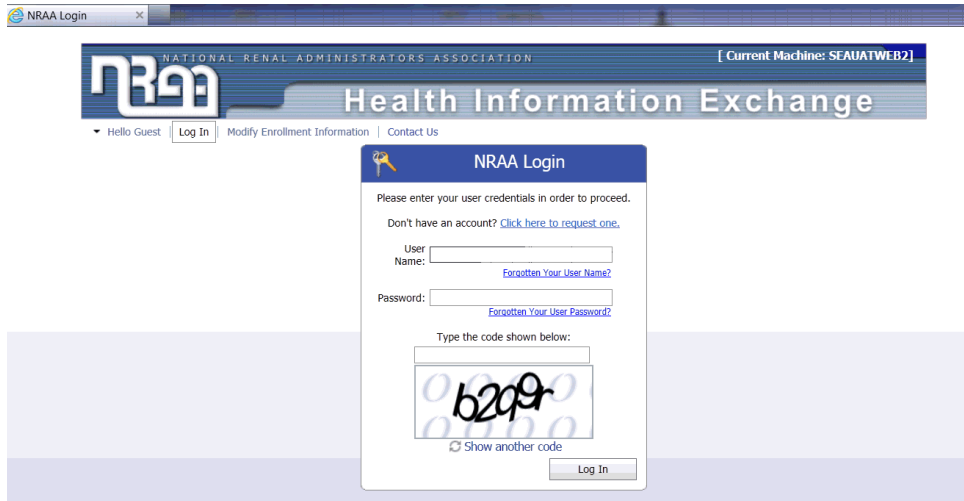 NRAA Login
NATIONAL RENAL ADMINISTRATORS ASSOCIATION
[ Current Machine: SEAUATWEB2]
nraa
Health Information Exchange
Hello Guest | Log In | Modify Enrollment Information | Contact Us
NRAA Login
Please enter your user credentials in order to proceed.
Don't have an account? Click here to request one.
User
Name:
Forgotten Your User Name?
Password:
Forgotten Your User Password?
Type the code shown below:
b2q9r
Show another code
Log In